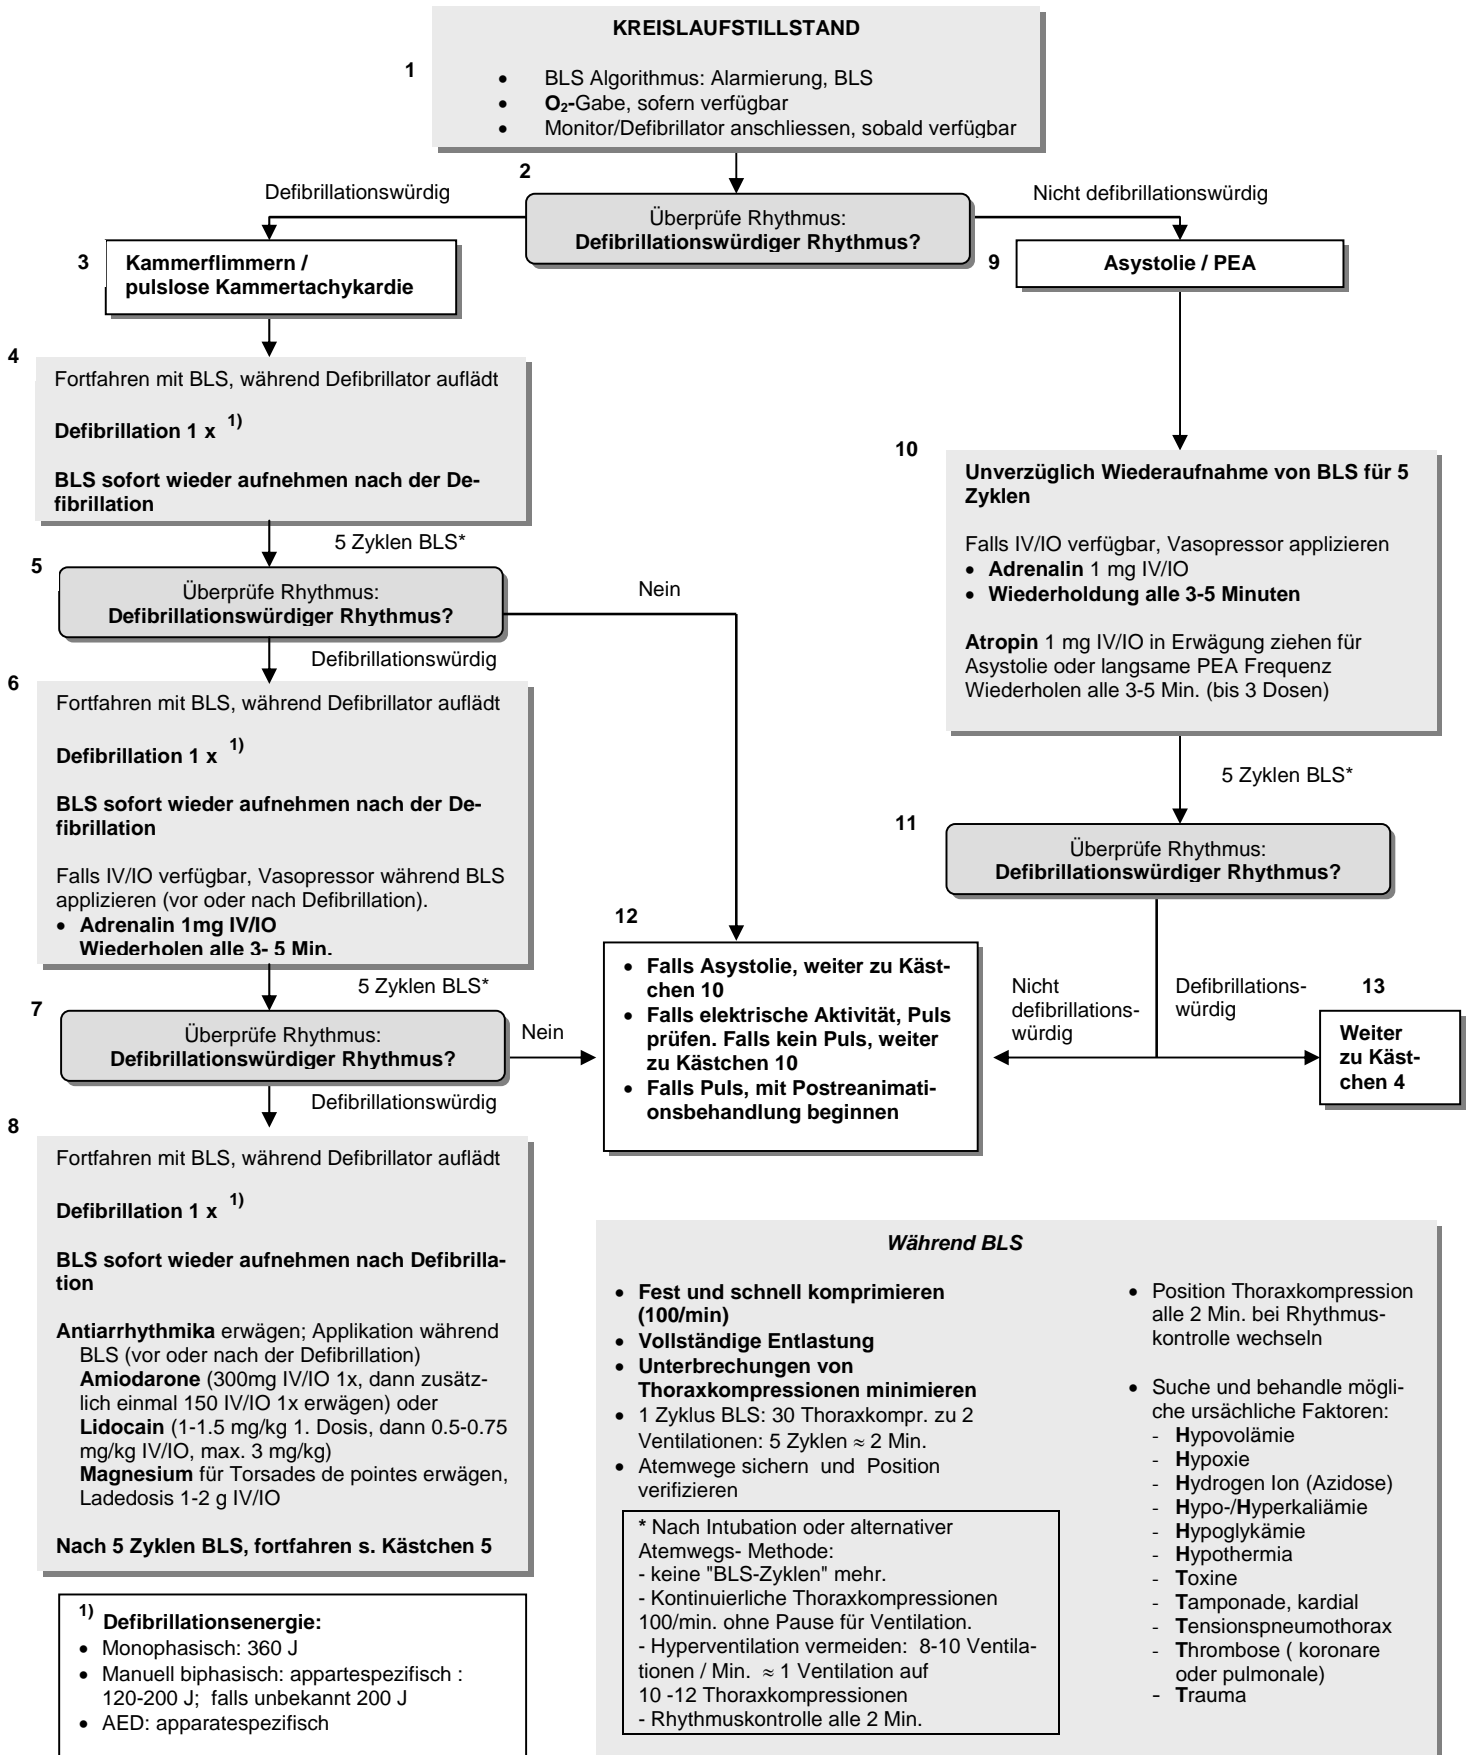 KREISLAUFSTILLSTAND
1
• BLS Algorithmus: Alarmierung, BLS
• O₂-Gabe, sofern verfügbar
• Monitor/Defibrillator anschliessen, sobald verfügbar
2
Defibrillationswürdig
Nicht defibrillationswürdig
Überprüfe Rhythmus:
Defibrillationswürdiger Rhythmus?
3
Kammerflimmern /
pulslose Kammertachykardie
9
Asystolie / PEA
4
Fortfahren mit BLS, während Defibrillator auflädt
Defibrillation 1 x 1)
BLS sofort wieder aufnehmen nach der De-
fibrillation
5 Zyklen BLS*
5
Überprüfe Rhythmus:
Defibrillationswürdiger Rhythmus?
Nein
Defibrillationswürdig
6
Fortfahren mit BLS, während Defibrillator auflädt
Defibrillation 1 x 1)
BLS sofort wieder aufnehmen nach der De-
fibrillation
Falls IV/IO verfügbar, Vasopressor während BLS
applizieren (vor oder nach Defibrillation).
• Adrenalin 1mg IV/IO
Wiederholen alle 3- 5 Min.
5 Zyklen BLS*
7
Überprüfe Rhythmus:
Defibrillationswürdiger Rhythmus?
Nein
Defibrillationswürdig
8
Fortfahren mit BLS, während Defibrillator auflädt
Defibrillation 1 x 1)
BLS sofort wieder aufnehmen nach Defibrilla-
tion
Antiarrhythmika erwägen; Applikation während
BLS (vor oder nach der Defibrillation)
Amiodarone (300mg IV/IO 1x, dann zusätz-
lich einmal 150 IV/IO 1x erwägen) oder
Lidocain (1-1.5 mg/kg 1. Dosis, dann 0.5-0.75
mg/kg IV/IO, max. 3 mg/kg)
Magnesium für Torsades de pointes erwägen,
Ladedosis 1-2 g IV/IO
Nach 5 Zyklen BLS, fortfahren s. Kästchen 5
1) Defibrillationsenergie:
• Monophasisch: 360 J
• Manuell biphasisch: appartespezifisch :
120-200 J; falls unbekannt 200 J
• AED: apparatespezifisch
10
Unverzüglich Wiederaufnahme von BLS für 5
Zyklen
Falls IV/IO verfügbar, Vasopressor applizieren
• Adrenalin 1 mg IV/IO
• Wiederholdung alle 3-5 Minuten
Atropin 1 mg IV/IO in Erwägung ziehen für
Asystolie oder langsame PEA Frequenz
Wiederholen alle 3-5 Min. (bis 3 Dosen)
5 Zyklen BLS*
11
Überprüfe Rhythmus:
Defibrillationswürdiger Rhythmus?
12
• Falls Asystolie, weiter zu Käst-
chen 10
• Falls elektrische Aktivität, Puls
prüfen. Falls kein Puls, weiter
zu Kästchen 10
• Falls Puls, mit Postreanimati-
onsbehandlung beginnen
Nicht
defibrillations-
würdig
Defibrillations-
würdig
13
Weiter
zu Käst-
chen 4
Während BLS
• Fest und schnell komprimieren
(100/min)
• Vollständige Entlastung
• Unterbrechungen von
Thoraxkompressionen minimieren
• 1 Zyklus BLS: 30 Thoraxkompr. zu 2
Ventilationen: 5 Zyklen ≈ 2 Min.
• Atemwege sichern und Position
verifizieren
* Nach Intubation oder alternativer
Atemwegs- Methode:
- keine "BLS-Zyklen" mehr.
- Kontinuierliche Thoraxkompressionen
100/min. ohne Pause für Ventilation.
- Hyperventilation vermeiden: 8-10 Ventila-
tionen / Min. ≈ 1 Ventilation auf
10 -12 Thoraxkompressionen
- Rhythmuskontrolle alle 2 Min.
• Position Thoraxkompression
alle 2 Min. bei Rhythmus-
kontrolle wechseln
• Suche und behandle mögli-
che ursächliche Faktoren:
- Hypovolämie
- Hypoxie
- Hydrogen Ion (Azidose)
- Hypo-/Hyperkaliämie
- Hypoglykämie
- Hypothermia
- Toxine
- Tamponade, kardial
- Tensionspneumothorax
- Thrombose ( koronare
oder pulmonale)
- Trauma